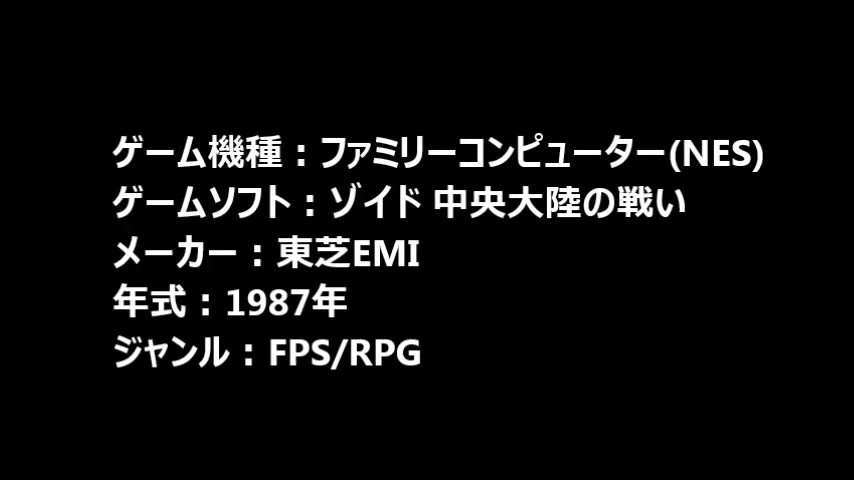 ゲーム機種：ファミリーコンピューター(NES)
ゲームソフト：ゾイド 中央大陸の戦い
メーカー：東芝EMI
年式：1987年
ジャンル：FPS/RPG